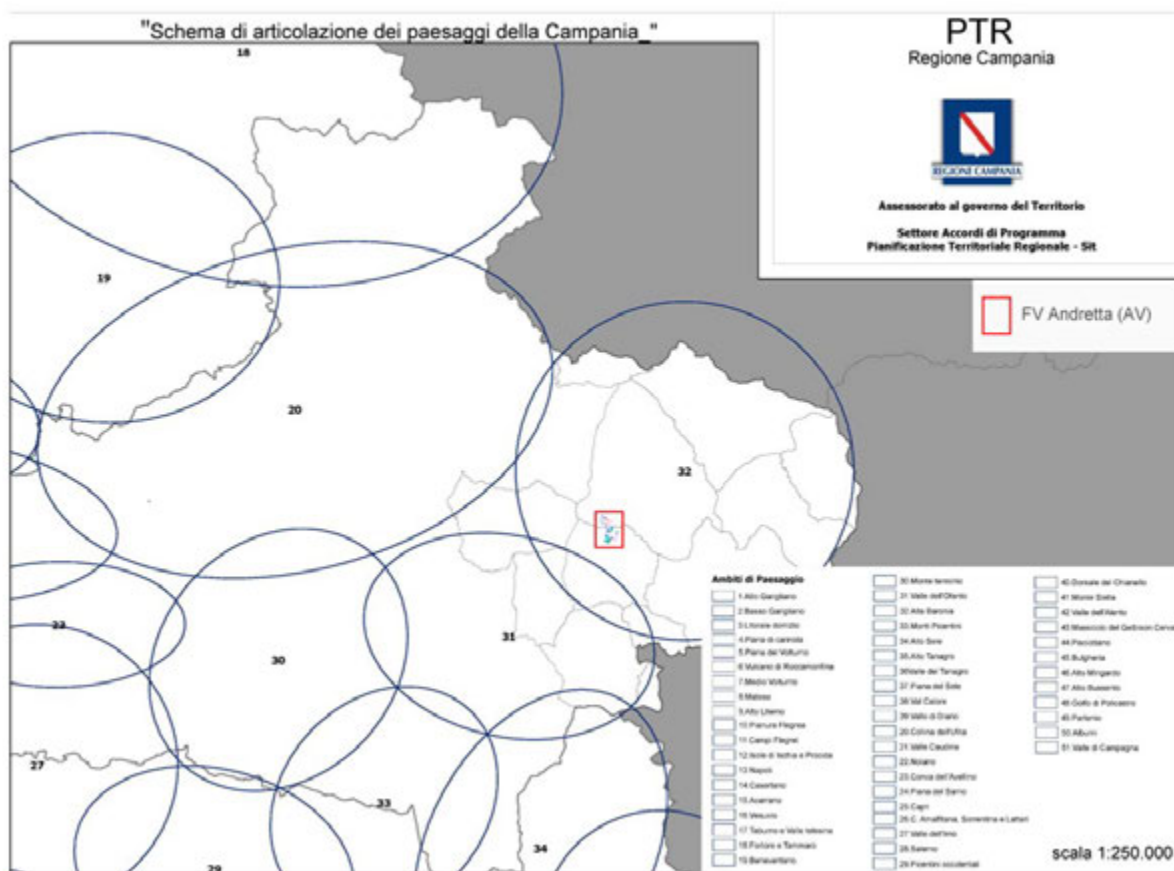 "Schema di articolazione dei paesaggi della Campania_"
PTR
Regione Campania
REGIONE CAMPANIA
Assessorato al governo del Territorio
Settore Accordi di Programma
Pianificazione Territoriale Regionale - Sit
FV Andretta (AV)
18
19
20
32
31
23
30
27
33
34
29
Ambiti di Paesaggio
1 Alto Garigliano
2 Basso Garigliano
3 Litorale domizio
4 Piana di carinola
5 Piana del Volturno
6 Vulcano di Roccamonfina
7 Medio Volturno
8 Matese
9 Alto Literno
10 Pianura Flegrea
11 Campi Flegrei
12 Isole di Ischia e Procida
13 Napoli
14 Casertano
15 Acerrano
16 Vesuvio
17 Taburno e Valle telesina
18 Fortore e Tammaro
19 Beneventano
30 Monte terminio
31 Valle dell'Ofanto
32 Alta Baronia
33 Monti Picentini
34 Alto Sele
35 Alto Tanagro
36 Valle del Tanagro
37 Piana del Sele
38 Val Calore
39 Vallo di Diano
20 Colline dell'Ufita
21 Valle Caudina
22 Nolano
23 Conca dell'Avellino
24 Piana del Sarno
25 Capri
26 C. Amalfitana, Sorrentina e Lattari
27 Valle dell'Irno
28 Salerno
29 Picentini occidentali
40 Dorsale del Chianello
41 Monte Stella
42 Valle dell'Alento
43 Massiccio del Gelbison Cerva
44
45 Bulgheria
46 Alto Mingardo
47 Alto Bussento
48 Golfo di Policastro
49 Partenio
50 Alburni
51 Valle di Campagna
scala 1:250.000